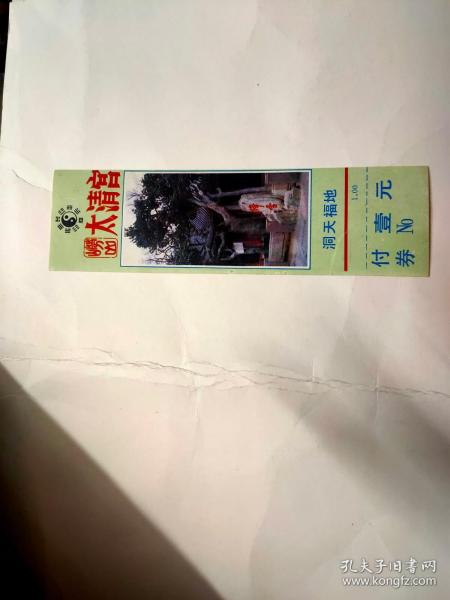 崂山
太清宫
洞天福地
1.00
壹元
付券
№
孔夫子旧书网
www.kongfz.com